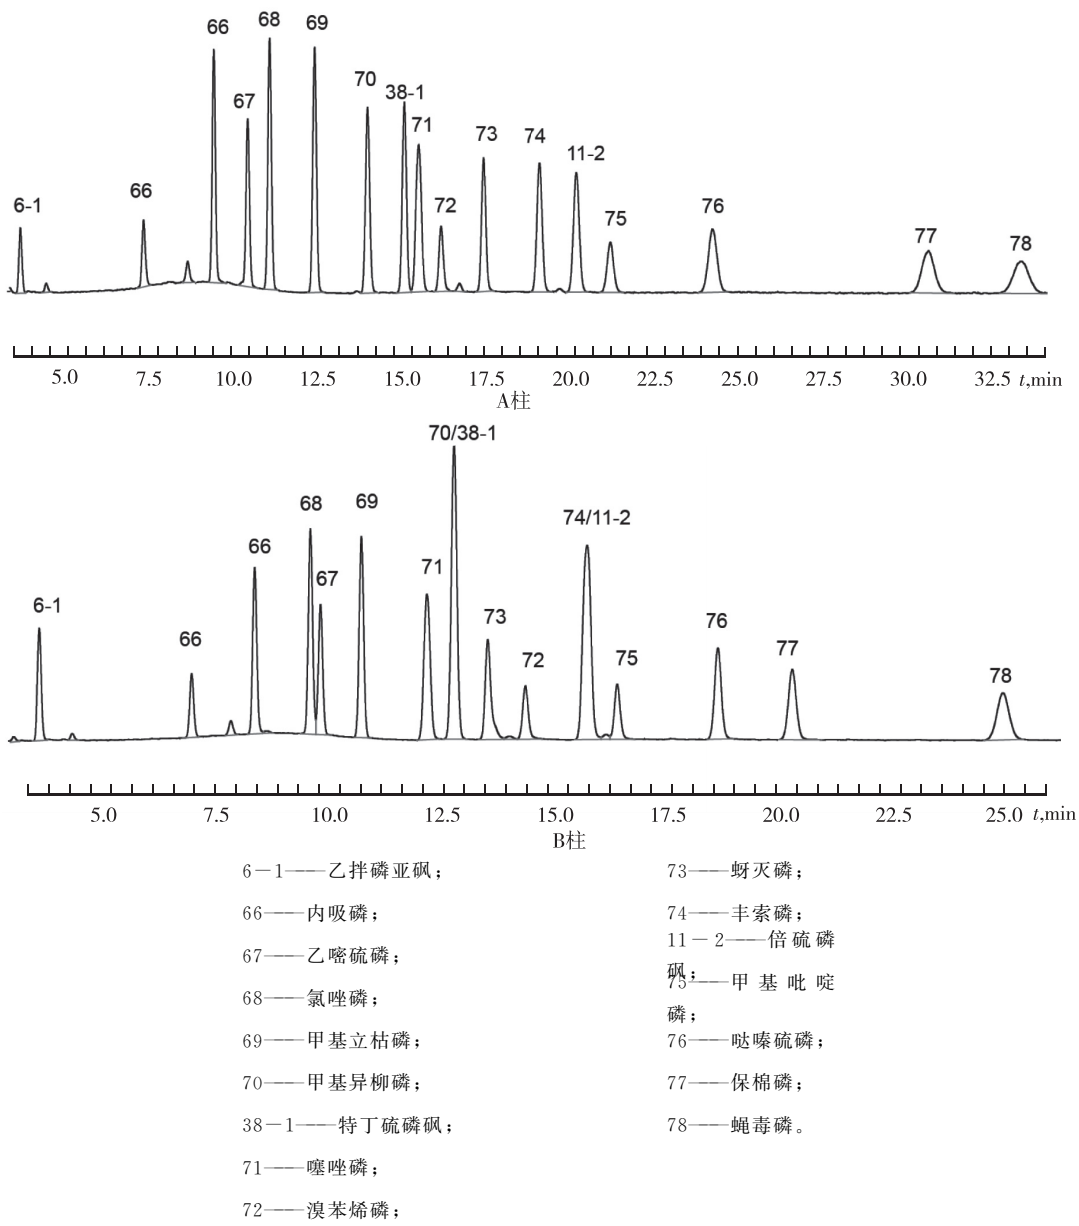 66
68
69
67
70
38-1
71
73
74
11-2
6-1
66
72
75
76
77
78
5.0 7.5 10.0 12.5 15.0 17.5 20.0 22.5 25.0 27.5 30.0 32.5 t,min
A柱
70/38-1
68
69
74/11-2
66
67
71
6-1
66
73
72
75
76
77
78
5.0 7.5 10.0 12.5 15.0 17.5 20.0 22.5 25.0 t,min
B柱
6－1——乙拌磷亚砜；
66——内吸磷；
67——乙嘧硫磷；
68——氯唑磷；
69——甲基立枯磷；
70——甲基异柳磷；
38－1——特丁硫磷砜；
71——噻唑磷；
72——溴苯烯磷；
73——蚜灭磷；
74——丰索磷；
11－2——倍硫磷
砜；
75——甲基吡啶
磷；
76——哒嗪硫磷；
77——保棉磷；
78——蝇毒磷。